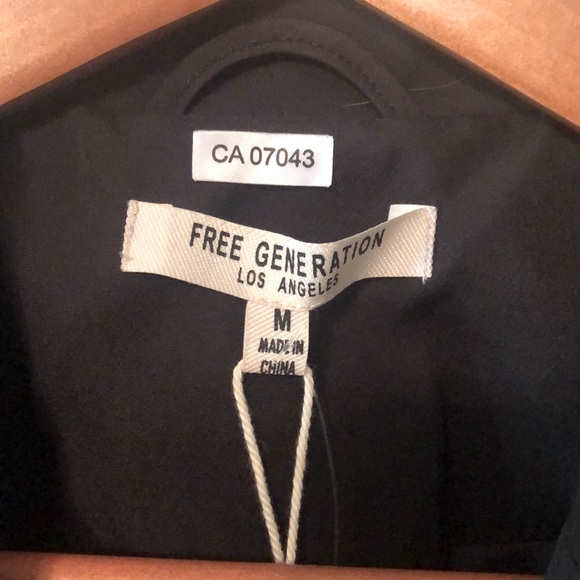 CA 07043
FREE GENERATION
LOS ANGELES
M
MADE IN
CHINA